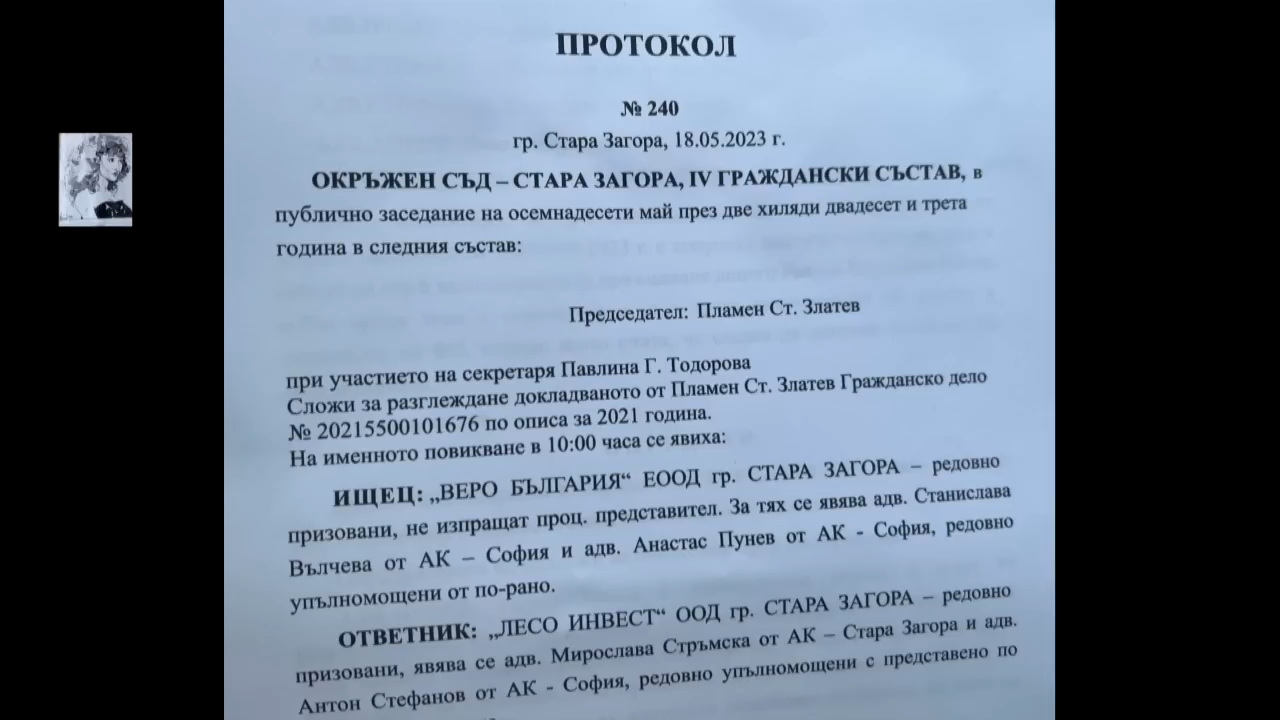 ПРОТОКОЛ
№ 240
гр. Стара Загора, 18.05.2023 г.
ОКРЪЖЕН СЪД – СТАРА ЗАГОРА, IV ГРАЖДАНСКИ СЪСТАВ, в
публично заседание на осемнадесети май през две хиляди двадесет и трета
година в следния състав:
Председател: Пламен Ст. Златев
при участието на секретаря Павлина Г. Тодорова
Сложи за разглеждане докладваното от Пламен Ст. Златев Гражданско дело
№ 20215500101676 по описа за 2021 година.
На именното повикване в 10:00 часа се явиха:
ИЩЕЦ: „ВЕРО БЪЛГАРИЯ“ ЕООД гр. СТАРА ЗАГОРА – редовно
призовани, не изпращат проц. представител. За тях се явява адв. Станислава
Вълчева от АК – София и адв. Анастас Пунев от АК - София, редовно
упълномощени от по-рано.
ОТВЕТНИК: „ЛЕСО ИНВЕСТ“ ООД гр. СТАРА ЗАГОРА – редовно
призовани, явява се адв. Мирослава Стръмска от АК – Стара Загора и адв.
Антон Стефанов от АК - София, редовно упълномощени с представено по